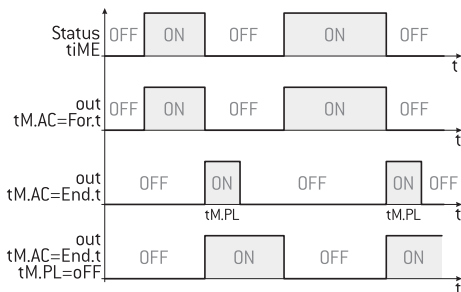 Status tiME
OFF ON OFF ON OFF
t
out tM.AC=For.t
OFF ON OFF ON OFF
t
out tM.AC=End.t
OFF ON OFF ON OFF
tM.PL tM.PL
t
out tM.AC=End.t tM.PL=oFF
OFF ON OFF ON
t